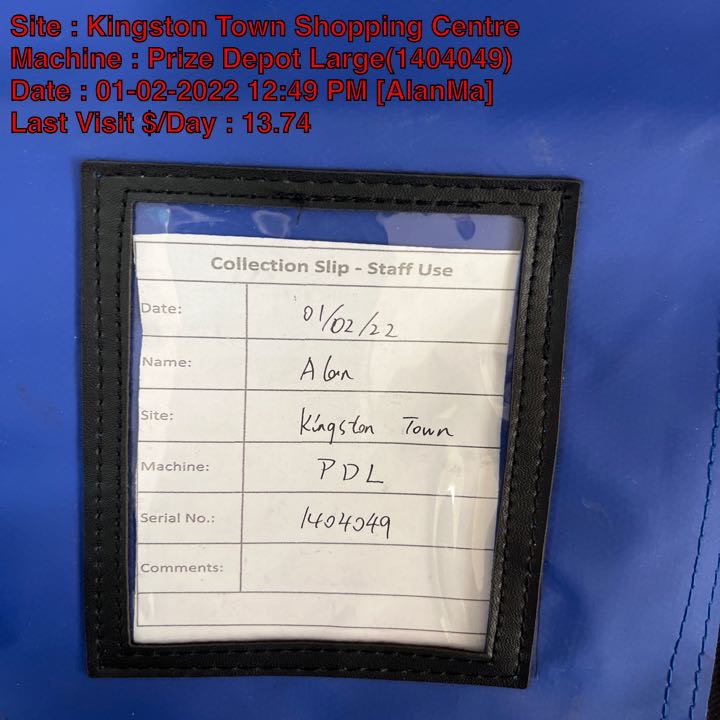 Site : Kingston Town Shopping Centre
Machine : Prize Depot Large(1404049)
Date : 01-02-2022 12:49 PM [AlanMa]
Last Visit $/Day : 13.74
Collection Slip - Staff Use
Date: 01/02/22
Name: Alan
Site: Kingston Town
Machine: PDL
Serial No.: 1404049
Comments: